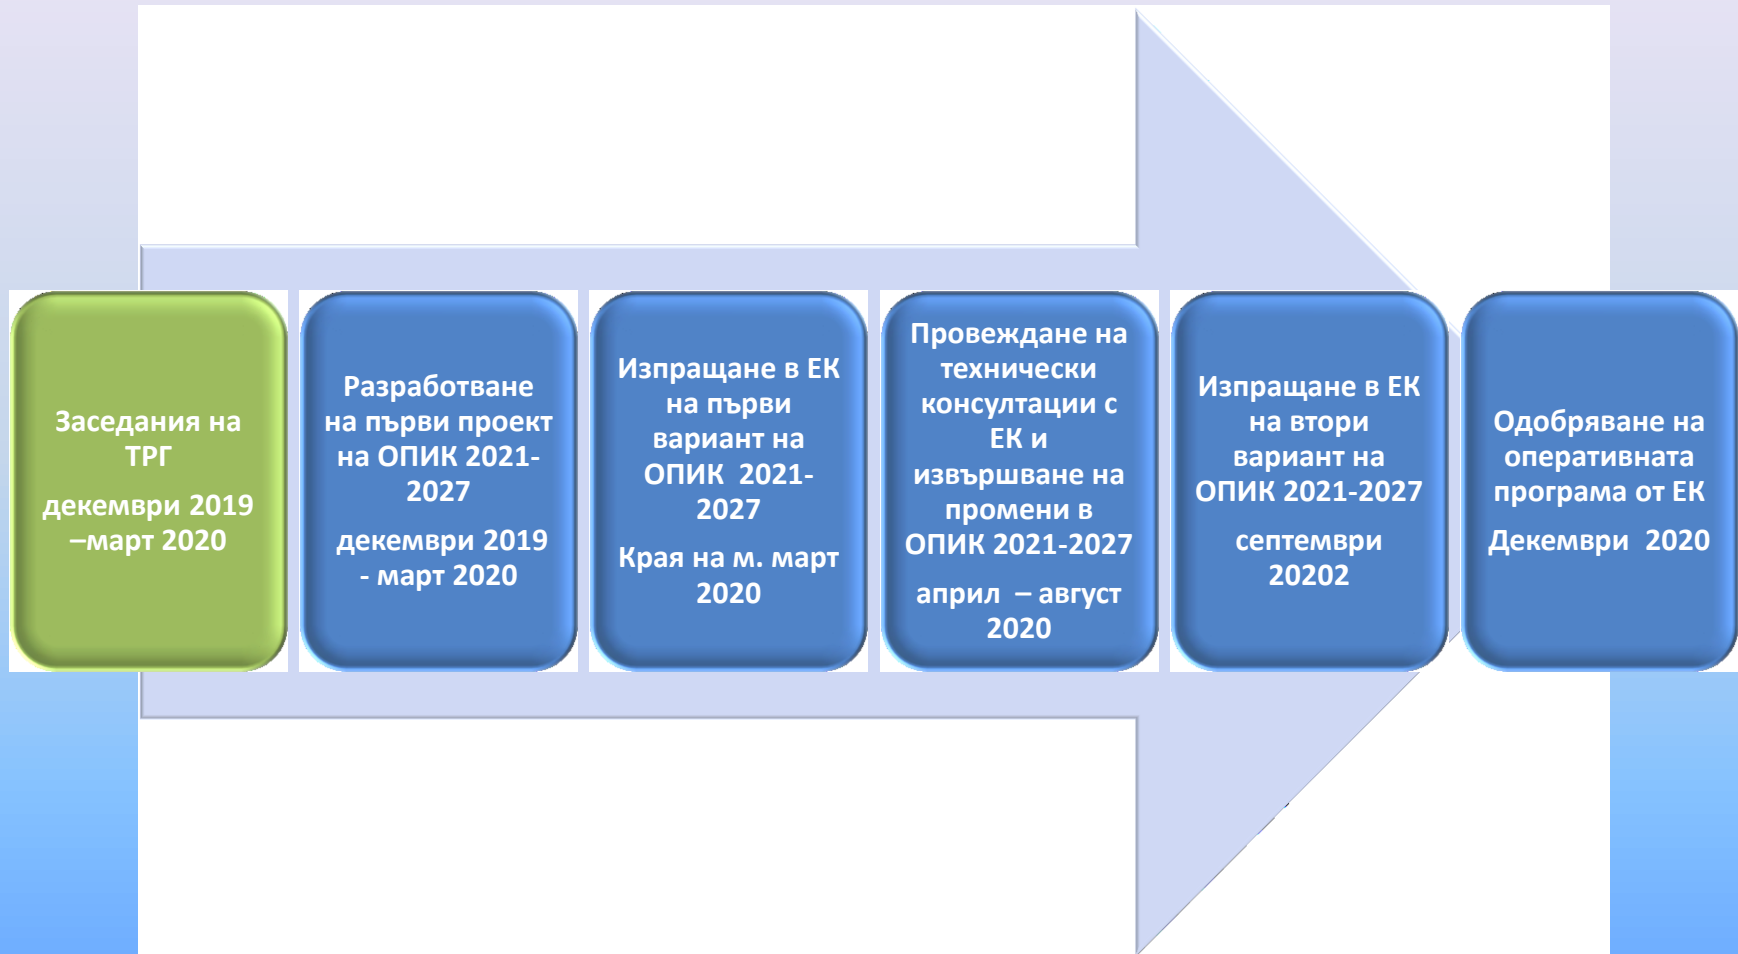 Заседания на
ТРГ
декември 2019
–март 2020
Разработване
на първи проект
на ОПИК 2021-
2027
декември 2019
- март 2020
Изпращане в ЕК
на първи
вариант на
ОПИК  2021-
2027
Края на м. март
2020
Провеждане на
технически
консултации с
ЕК и
извършване на
промени в
ОПИК 2021-2027
април  – август
2020
Изпращане в ЕК
на втори
вариант на
ОПИК 2021-2027
септември
20202
Одобряване на
оперативната
програма от ЕК
Декември  2020